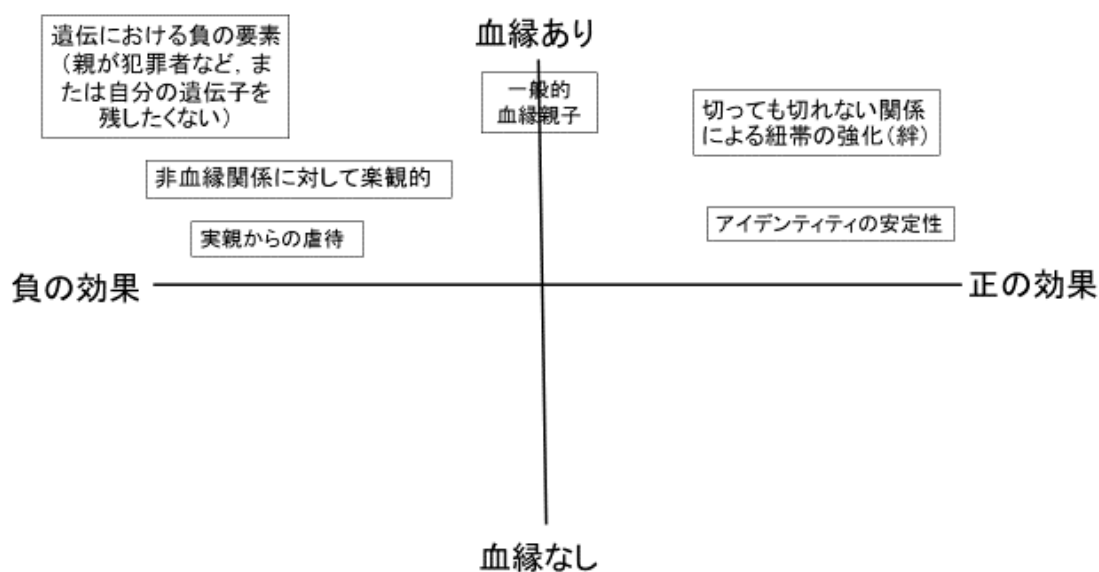 血縁あり
遺伝における負の要素
(親が犯罪者など, ま
たは自分の遺伝子を
残したくない)
一般的
血縁親子
切っても切れない関係
による紐帯の強化(絆)
非血縁関係に対して楽観的
実親からの虐待
アイデンティティの安定性
負の効果
正の効果
血縁なし